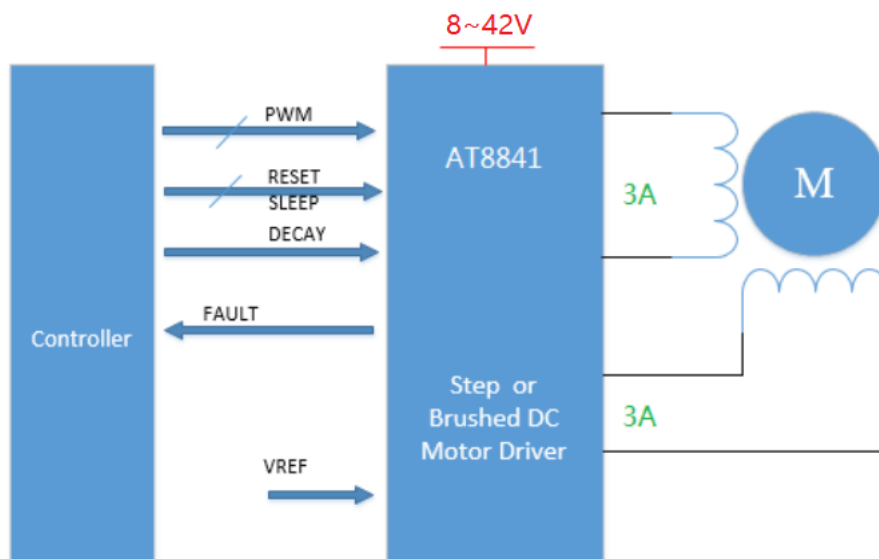 8~42V
PWM
RESET
SLEEP
DECAY
FAULT
VREF
Controller
AT8841
Step or
Brushed DC
Motor Driver
3A
3A
M